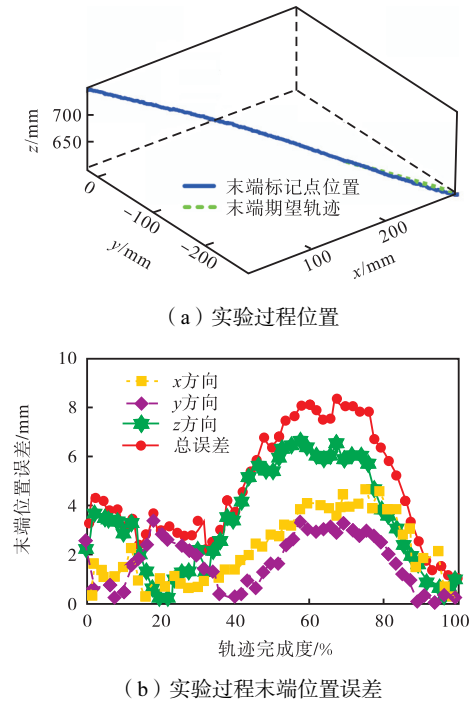 z/mm
700
650
0
−100
−200
y/mm
100
200
x/mm
末端标记点位置
末端期望轨迹
（a）实验过程位置
末端位置误差/mm
10
8
6
4
2
0
x方向
y方向
z方向
总误差
0
20
40
60
80
100
轨迹完成度/%
（b）实验过程末端位置误差